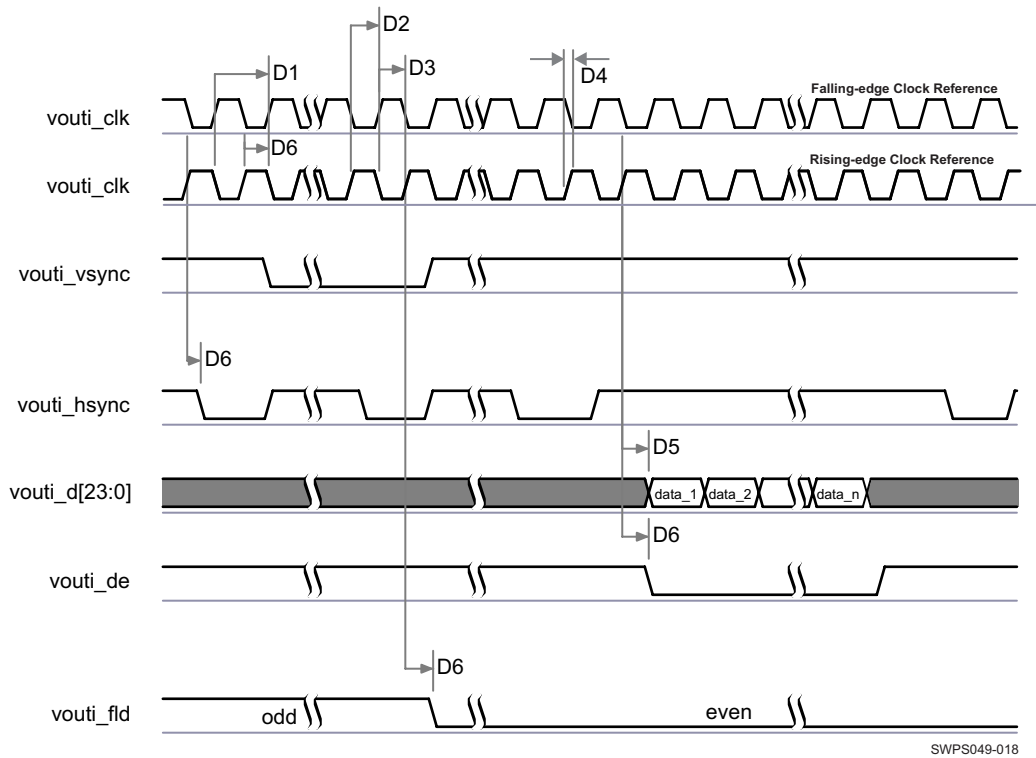 D2
D1
D3
D4
Falling-edge Clock Reference
vouti_clk
D6
Rising-edge Clock Reference
vouti_clk
vouti_vsync
D6
vouti_hsync
D5
vouti_d[23:0]
data_1
data_2
data_n
D6
vouti_de
D6
vouti_fld
odd
even
SWPS049-018